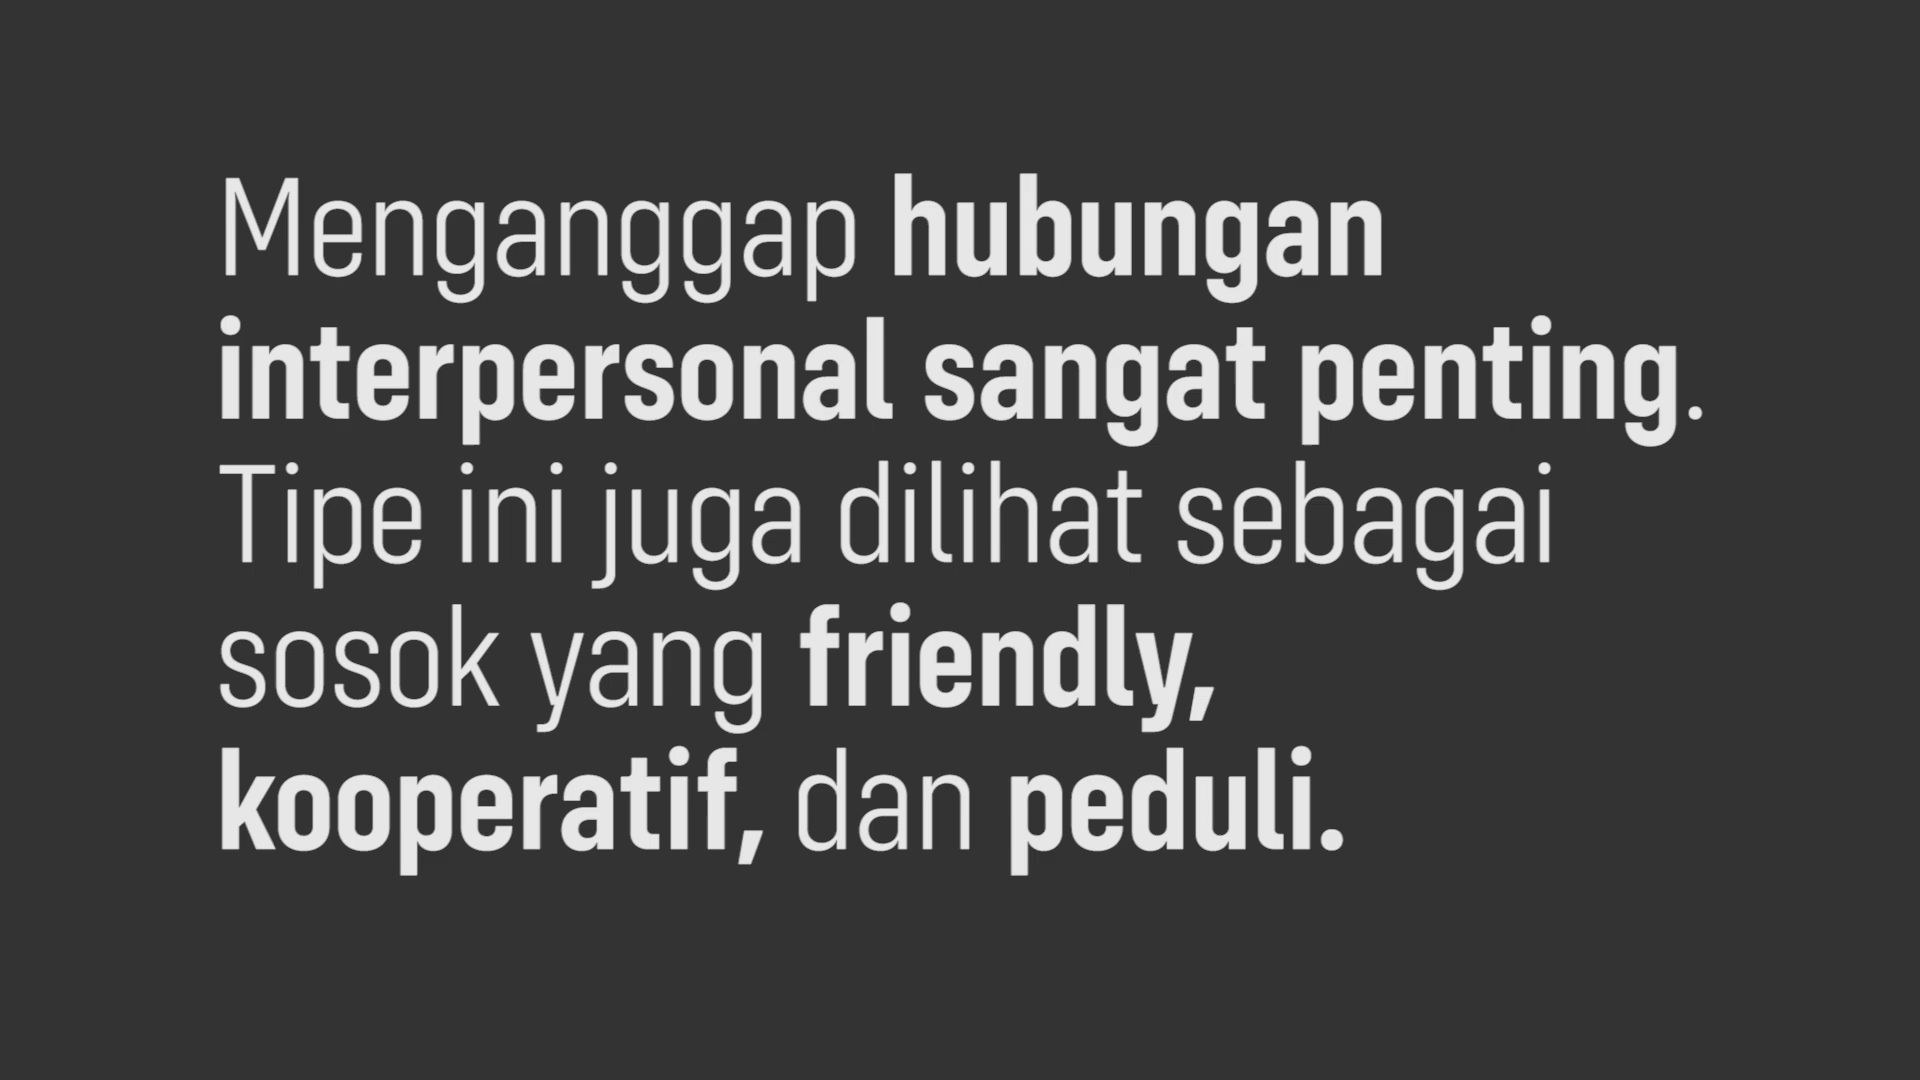 Menganggap hubungan
interpersonal sangat penting.
Tipe ini juga dilihat sebagai
sosok yang friendly,
kooperatif, dan peduli.